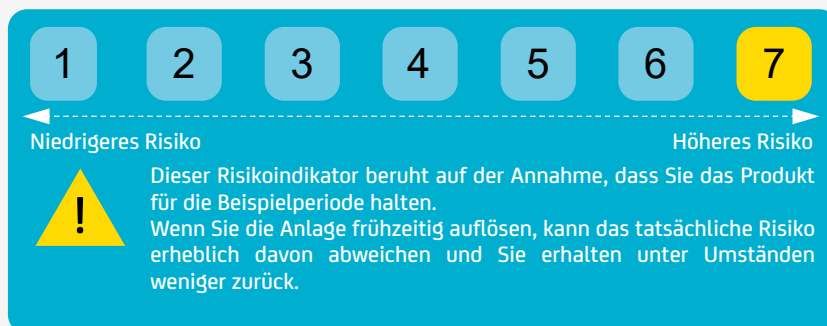 1 2 3 4 5 6 7
Niedrigeres Risiko Höheres Risiko
Dieser Risikoindikator beruht auf der Annahme, dass Sie das Produkt
für die Beispielperiode halten.
Wenn Sie die Anlage frühzeitig auflösen, kann das tatsächliche Risiko
erheblich davon abweichen und Sie erhalten unter Umständen
weniger zurück.
!